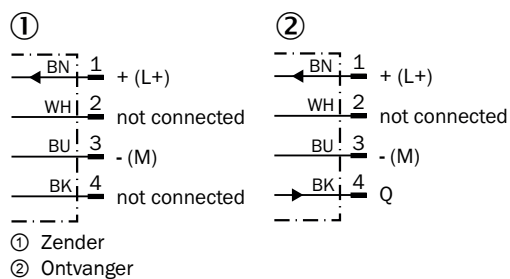 ① ②
BN 1 + (L+) BN 1 + (L+)
WH 2 not connected WH 2 not connected
BU 3 - (M) BU 3 - (M)
BK 4 not connected BK 4 Q
① Zender
② Ontvanger